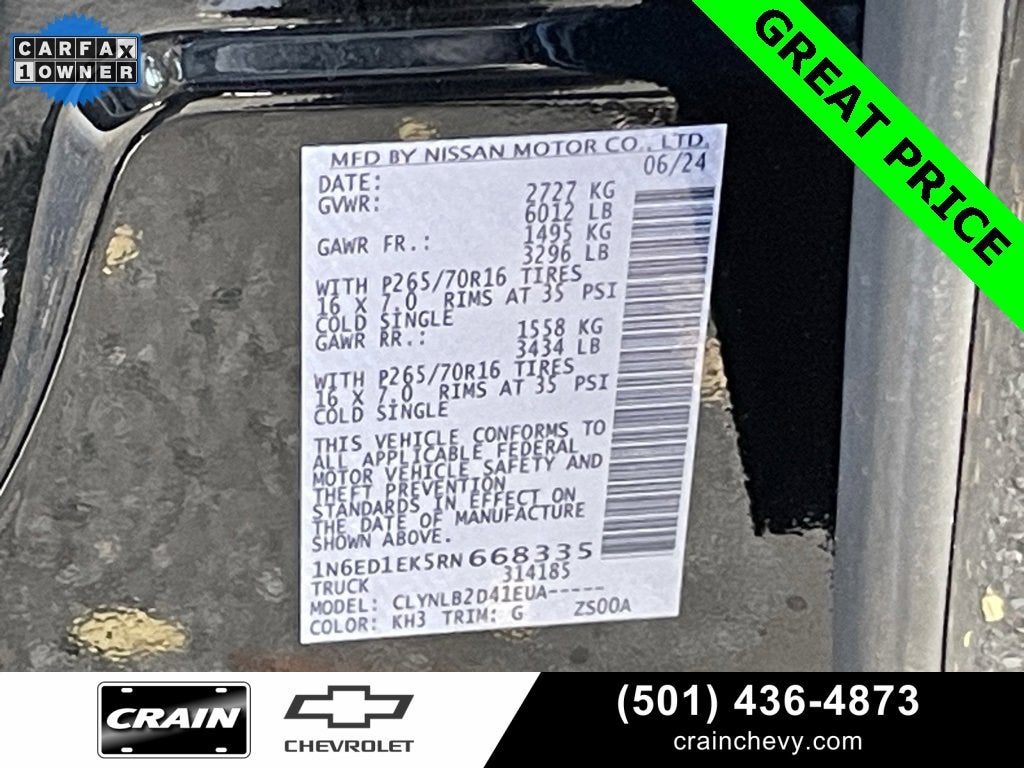 CARFAX
1 OWNER
GREAT PRICE
MFD BY NISSAN MOTOR CO., LTD.
DATE: 06/24
GVWR: 2727 KG
6012 LB
GAWR FR.: 1495 KG
3296 LB
WITH P265/70R16 TIRES
16 X 7.0 RIMS AT 35 PSI
COLD SINGLE
GAWR RR.: 1558 KG
3434 LB
WITH P265/70R16 TIRES
16 X 7.0 RIMS AT 35 PSI
COLD SINGLE
THIS VEHICLE CONFORMS TO
ALL APPLICABLE FEDERAL
MOTOR VEHICLE SAFETY AND
THEFT PREVENTION
STANDARDS IN EFFECT ON
THE DATE OF MANUFACTURE
SHOWN ABOVE.
1N6ED1EK5RN668335
TRUCK 314185
MODEL: CLYNLB2D41EUA-----
COLOR: KH3 TRIM: G ZS00A
CRAIN
CHEVROLET
(501) 436-4873
crainchevy.com